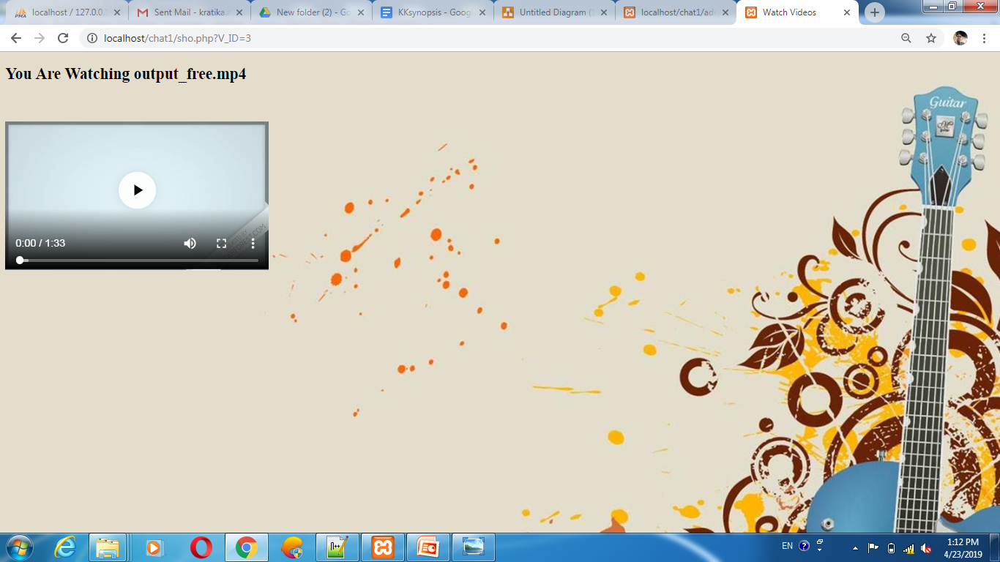 localhost / 127.0.0.
Sent Mail - kratika.r
New folder (2) - Go
KKsynopsis - Googl
Untitled Diagram (
localhost/chat1/ad
Watch Videos
localhost/chat1/sho.php?V_ID=3
You Are Watching output_free.mp4
Guitar
0:00 / 1:33
EN
1:12 PM
4/23/2019